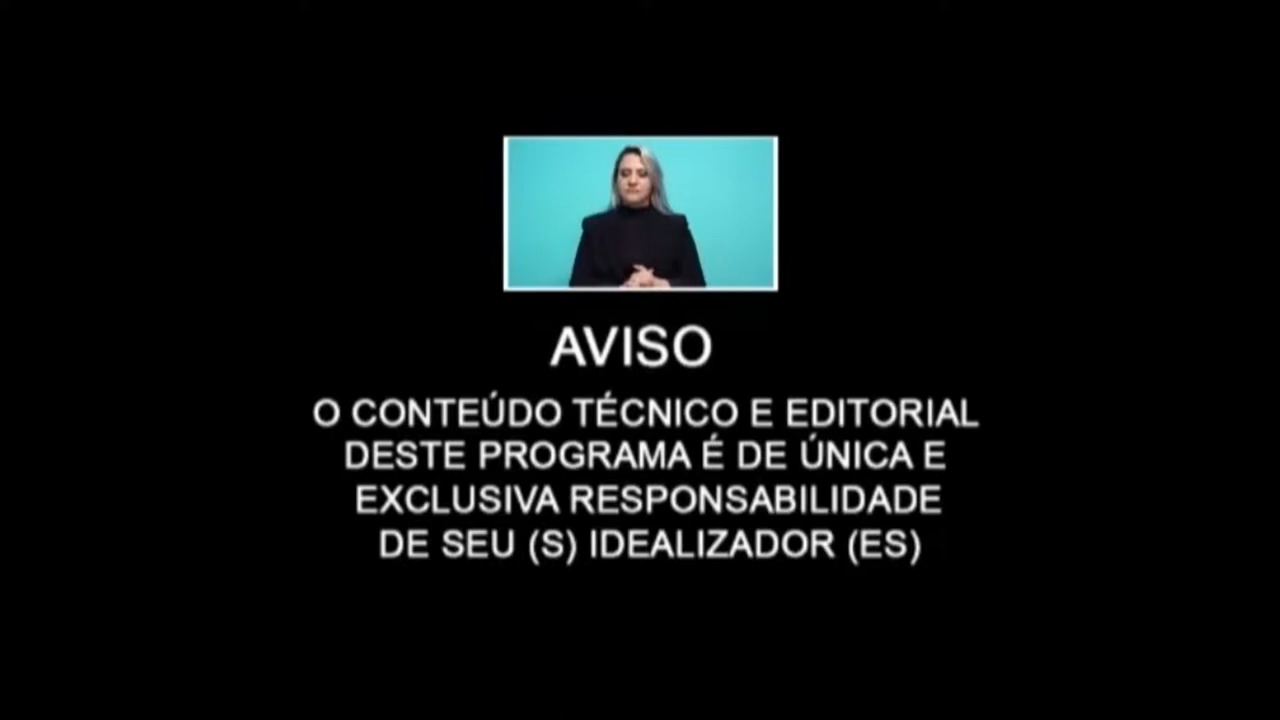 AVISO
O CONTEÚDO TÉCNICO E EDITORIAL
DESTE PROGRAMA É DE ÚNICA E
EXCLUSIVA RESPONSABILIDADE
DE SEU (S) IDEALIZADOR (ES)